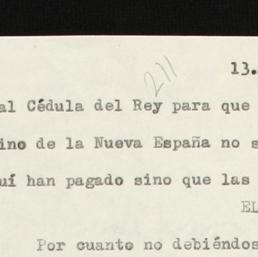 211
13.
al Cédula del Rey para que
ino de la Nueva España no s
uí han pagado sino que las
EL
Por cuanto no debiéndos